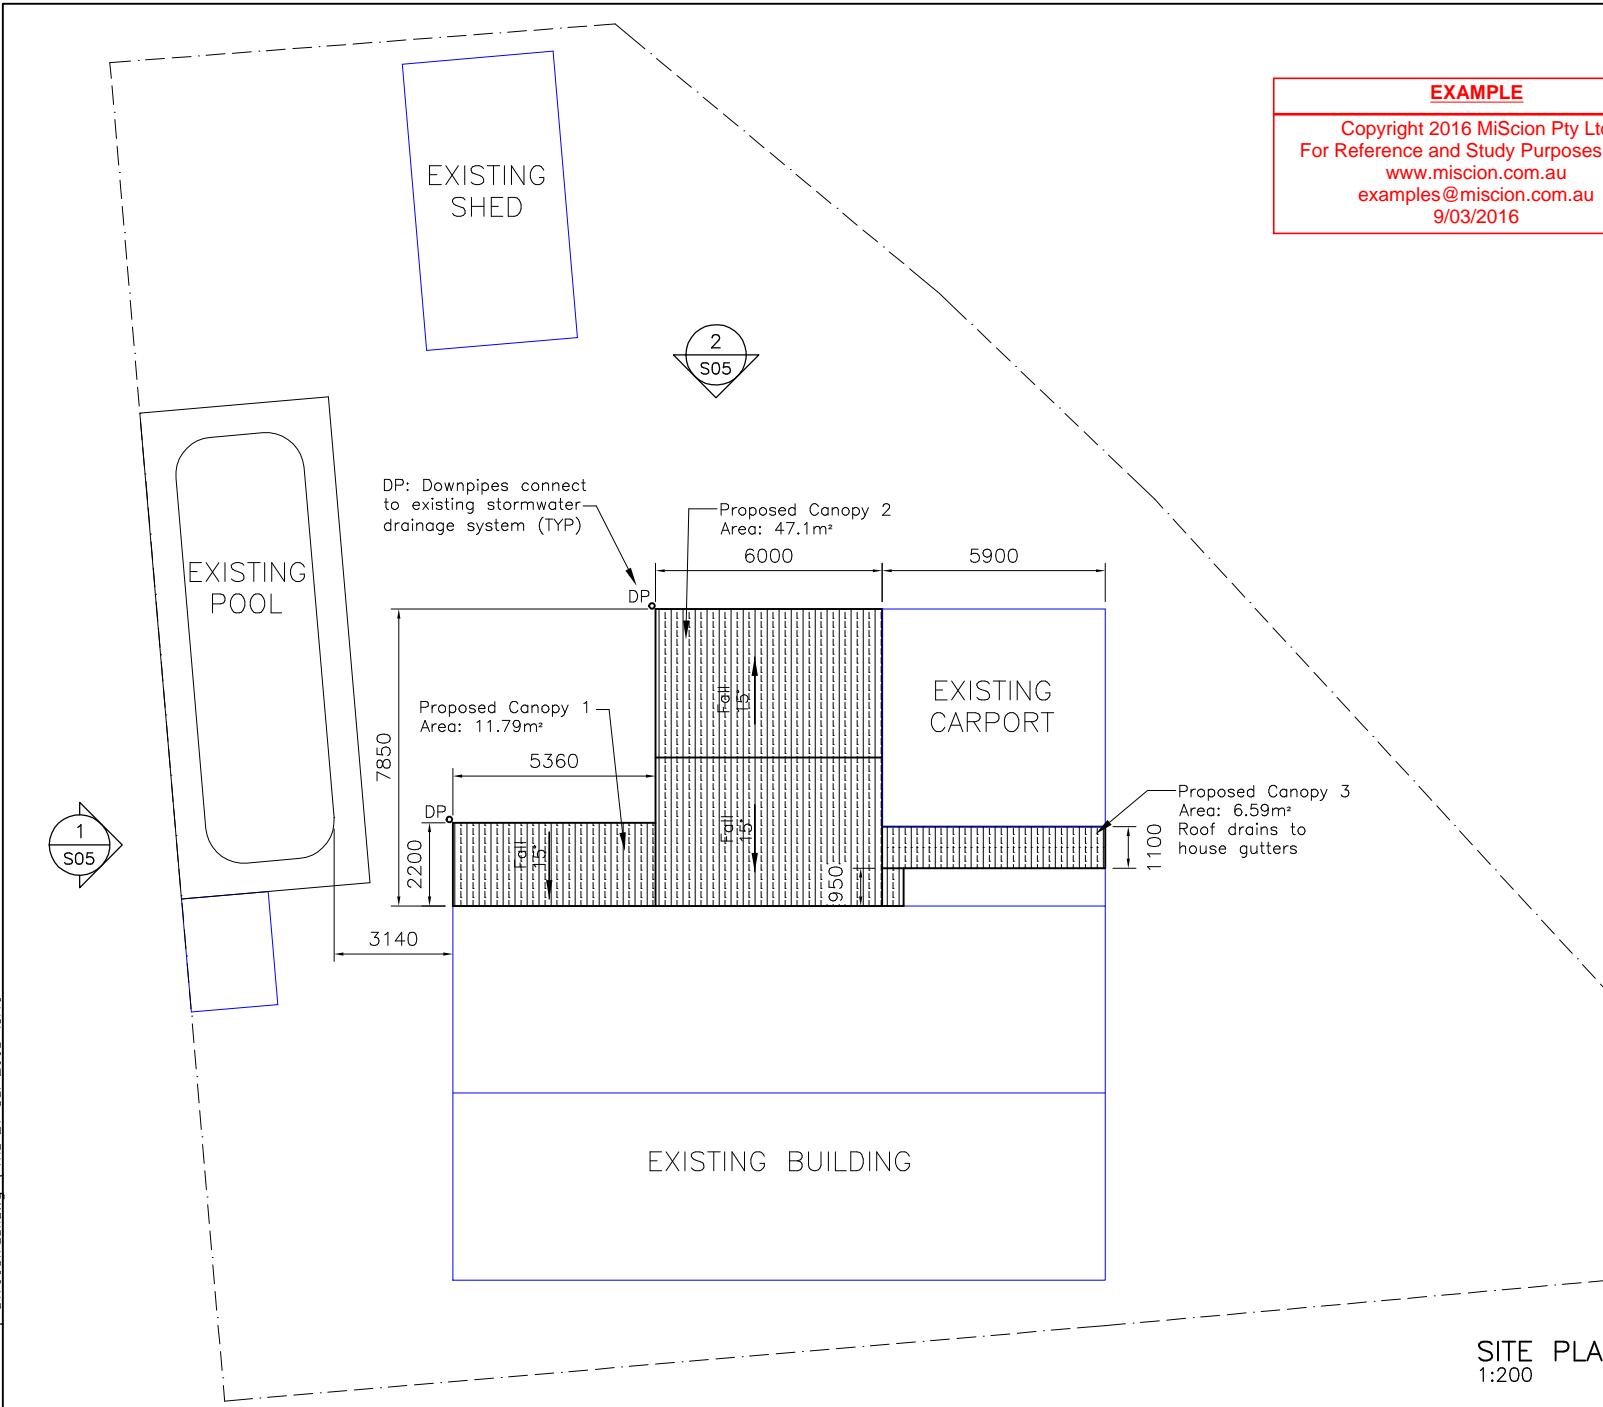 EXAMPLE
Copyright 2016 MiScion Pty Ltd
For Reference and Study Purposes
www.miscion.com.au
examples@miscion.com.au
9/03/2016
EXISTING
SHED
2
S05
DP: Downpipes connect
to existing stormwater
drainage system (TYP)
Proposed Canopy 2
Area: 47.1m²
6000
5900
EXISTING
POOL
DP
EXISTING
CARPORT
Fall
15°
Proposed Canopy 1
Area: 11.79m²
7850
5360
Proposed Canopy 3
Area: 6.59m²
Roof drains to
house gutters
DP
1
S05
2200
Fall
15°
Fall
15°
950
1100
3140
EXISTING BUILDING
SITE PLA
1:200